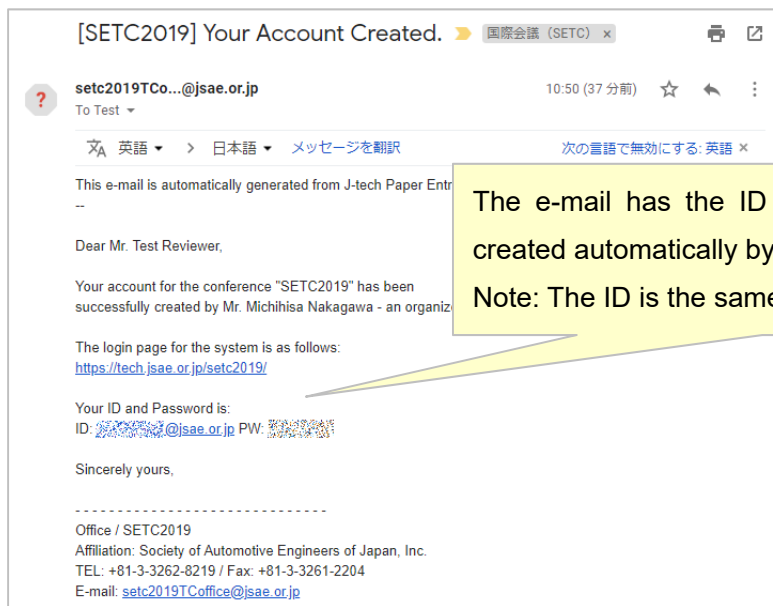 [SETC2019] Your Account Created. 国際会議（SETC） ×
?
setc2019TCo...@jsae.or.jp 10:50 (37 分前)
To Test
英語 > 日本語 メッセージを翻訳 次の言語で無効にする: 英語 ×
This e-mail is automatically generated from J-tech Paper Entr
--
Dear Mr. Test Reviewer,
Your account for the conference "SETC2019" has been
successfully created by Mr. Michihisa Nakagawa - an organiz
The login page for the system is as follows:
https://tech.jsae.or.jp/setc2019/
Your ID and Password is:
ID: @jsae.or.jp PW:
Sincerely yours,
- - - - - - - - - - - - - - - - - - - - - - - - - - - - - -
Office / SETC2019
Affiliation: Society of Automotive Engineers of Japan, Inc.
TEL: +81-3-3262-8219 / Fax: +81-3-3261-2204
E-mail: setc2019TCoffice@jsae.or.jp
The e-mail has the ID
created automatically by
Note: The ID is the same